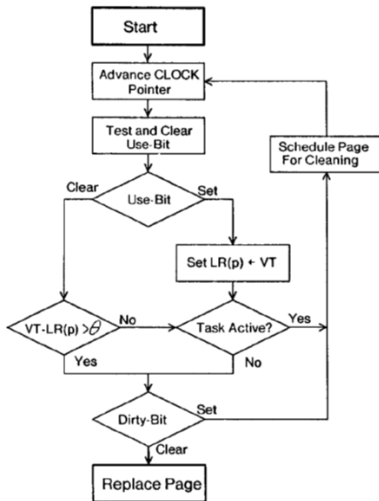 Start
Advance CLOCK
Pointer
Test and Clear
Use-Bit
Schedule Page
For Cleaning
Clear
Use-Bit
Set
Set LR(p) ← VT
VT-LR(p) >θ
No
Task Active?
Yes
Yes
No
Dirty-Bit
Set
Clear
Replace Page